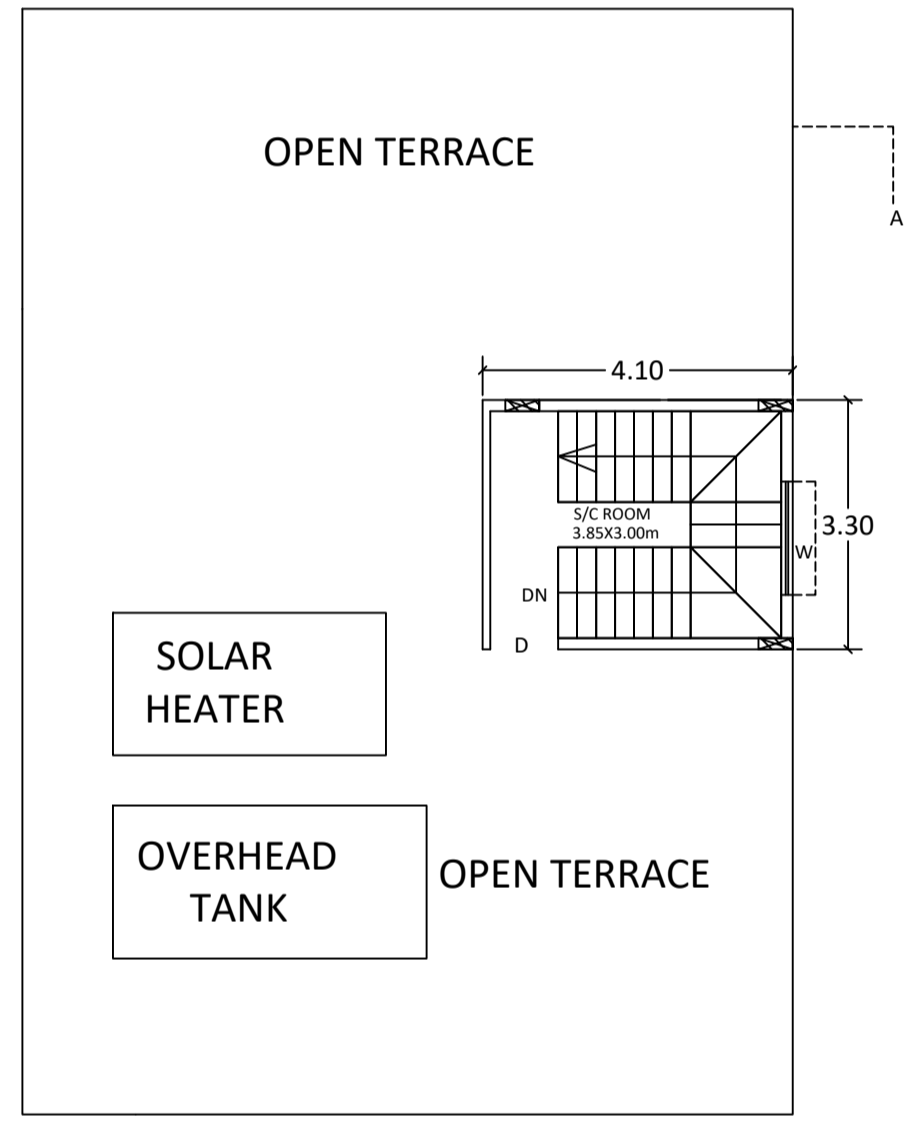 OPEN TERRACE
A
4.10
S/C ROOM
3.85X3.00m
3.30
W
DN
D
SOLAR
HEATER
OVERHEAD
TANK
OPEN TERRACE